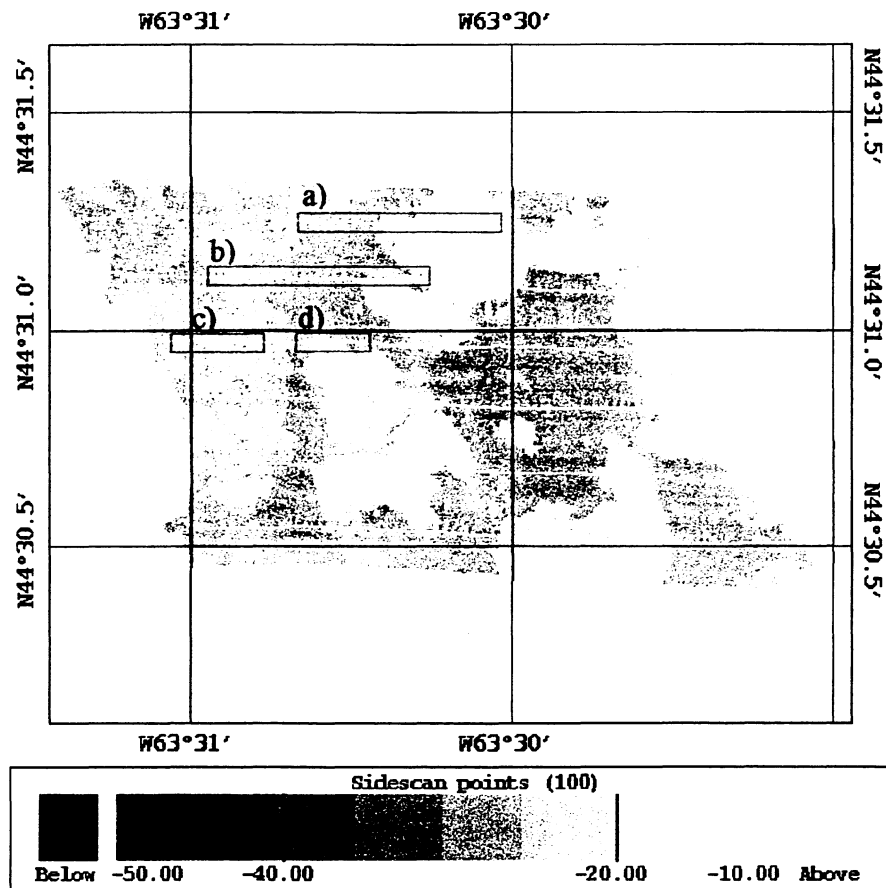 W63°31′ W63°30′
N44°31.5′ N44°31.5′
a)
b)
N44°31.0′ N44°31.0′
c) d)
N44°30.5′ N44°30.5′
W63°31′ W63°30′
Sidescan points (100)
Below -50.00 -40.00 -20.00 -10.00 Above